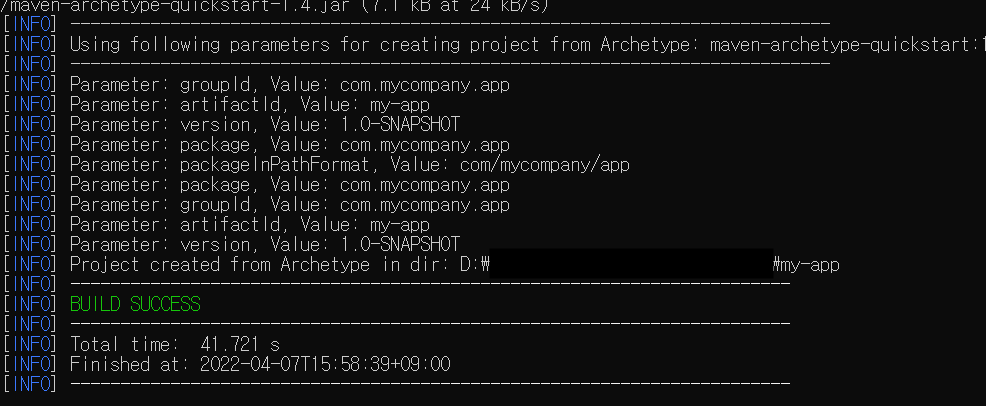 /maven-archetype-quickstart-1.4.jar (7.1 kB at 24 kB/s)
[INFO] ----------------------------------------------------------------------------
[INFO] Using following parameters for creating project from Archetype: maven-archetype-quickstart:1
[INFO] ----------------------------------------------------------------------------
[INFO] Parameter: groupId, Value: com.mycompany.app
[INFO] Parameter: artifactId, Value: my-app
[INFO] Parameter: version, Value: 1.0-SNAPSHOT
[INFO] Parameter: package, Value: com.mycompany.app
[INFO] Parameter: packageInPathFormat, Value: com/mycompany/app
[INFO] Parameter: package, Value: com.mycompany.app
[INFO] Parameter: groupId, Value: com.mycompany.app
[INFO] Parameter: artifactId, Value: my-app
[INFO] Parameter: version, Value: 1.0-SNAPSHOT
[INFO] Project created from Archetype in dir: D:₩ ₩my-app
[INFO] ------------------------------------------------------------------------
[INFO] BUILD SUCCESS
[INFO] ------------------------------------------------------------------------
[INFO] Total time:  41.721 s
[INFO] Finished at: 2022-04-07T15:58:39+09:00
[INFO] ------------------------------------------------------------------------